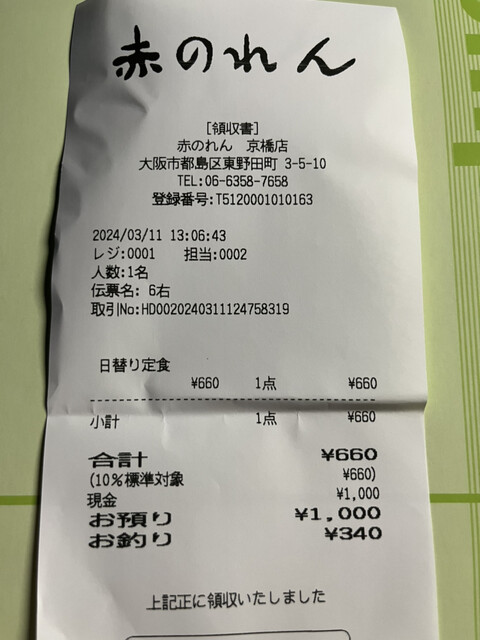 赤のれん
[領収書]
赤のれん 京橋店
大阪市都島区東野田町 3-5-10
TEL:06-6358-7658
登録番号:T5120001010163
2024/03/11 13:06:43
レジ:0001 担当:0002
人数:1名
伝票名: 6右
取引No:HD0020240311124758319
日替り定食
¥660 1点 ¥660
小計 1点 ¥660
合計 ¥660
(10%標準対象 ¥660)
現金 ¥1,000
お預り ¥1,000
お釣り ¥340
上記正に領収いたしました